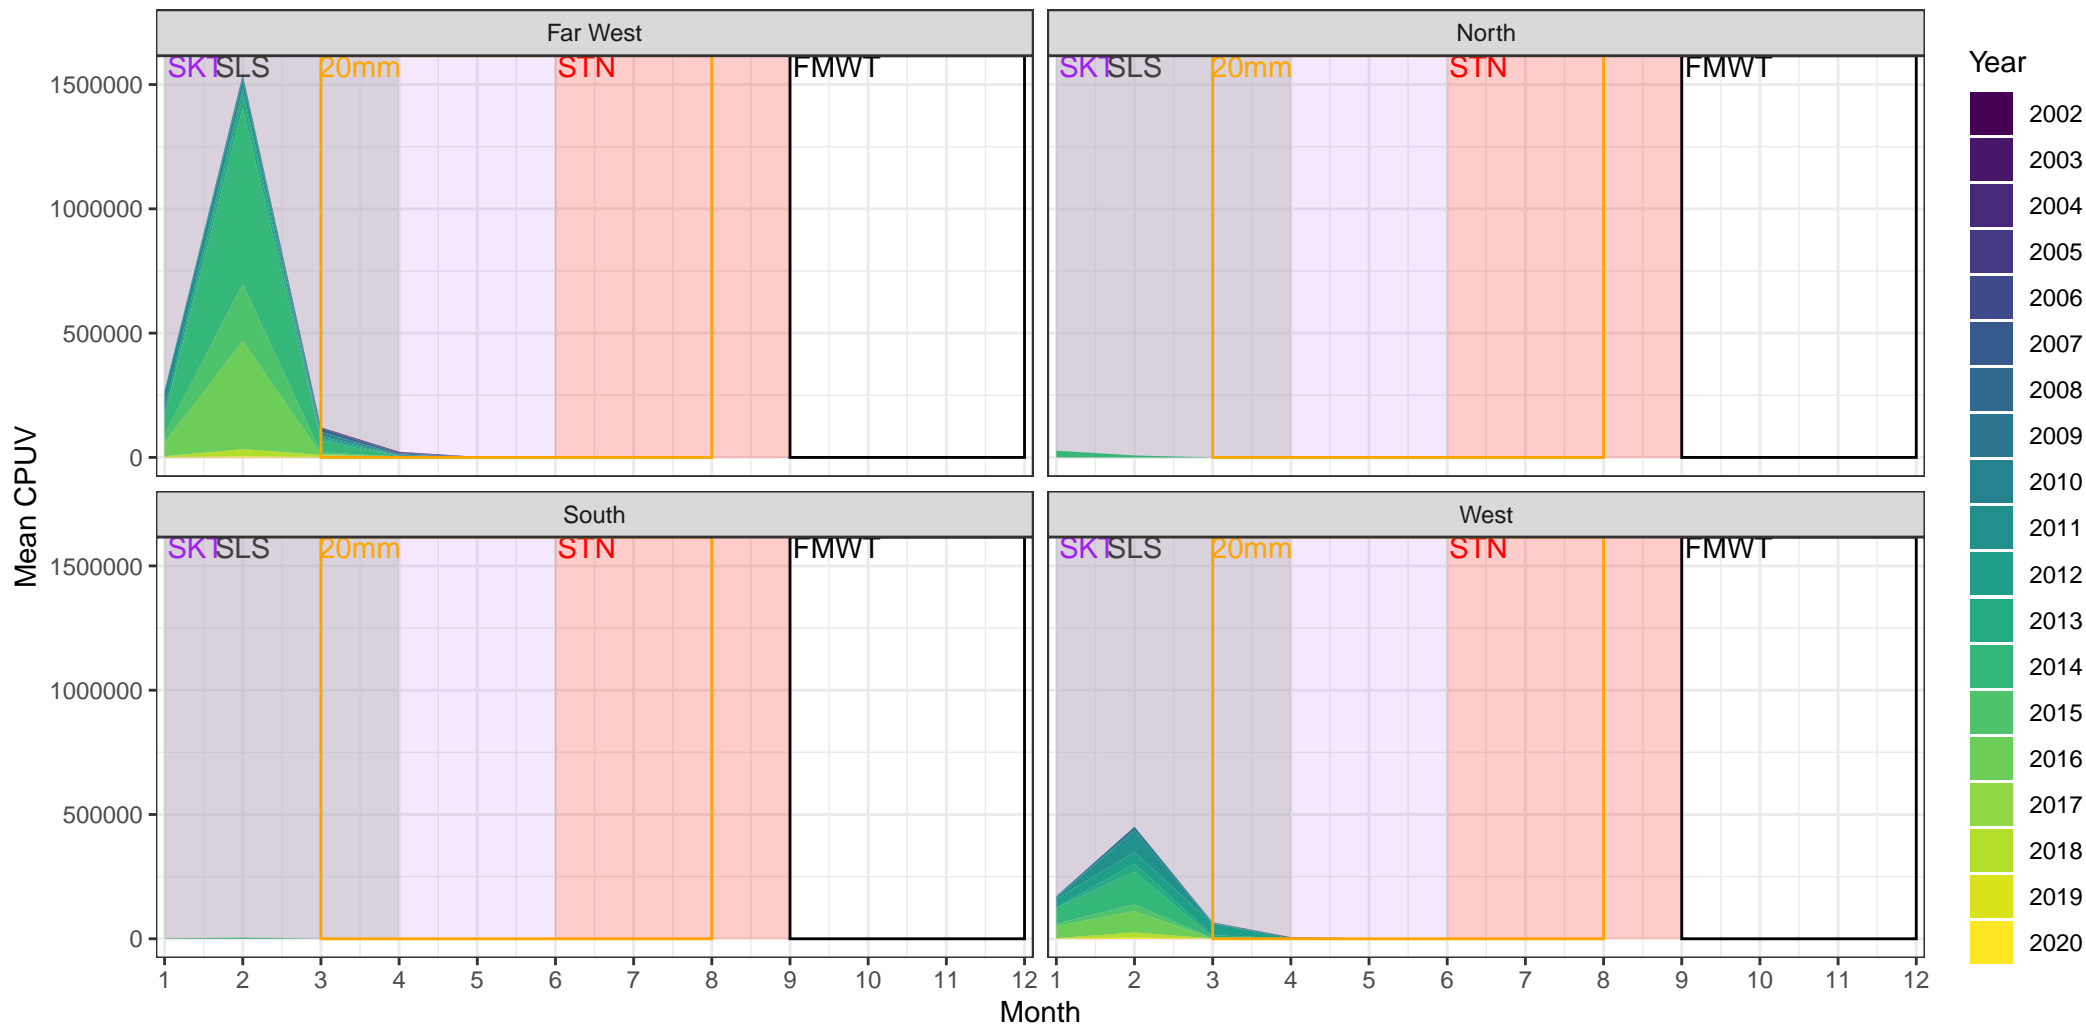 Far West
North
SKT SLS 20mm STN FMWT
SKT SLS 20mm STN FMWT
1500000
1000000
500000
0
South
West
SKT SLS 20mm STN FMWT
SKT SLS 20mm STN FMWT
1500000
1000000
500000
0
1 2 3 4 5 6 7 8 9 10 11 12
1 2 3 4 5 6 7 8 9 10 11 12
Month
Mean CPUV
Year
2002
2003
2004
2005
2006
2007
2008
2009
2010
2011
2012
2013
2014
2015
2016
2017
2018
2019
2020